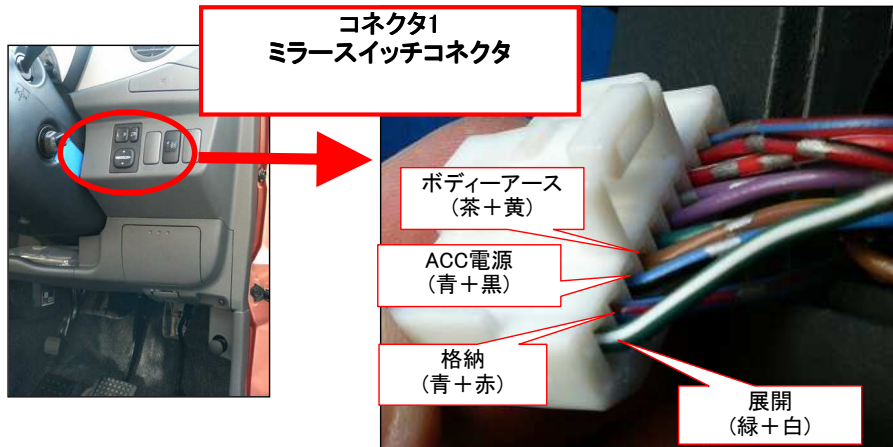 コネクタ1
ミラースイッチコネクタ
ボディーアース
(茶+黄)
ACC電源
(青+黒)
格納
(青+赤)
展開
(緑+白)